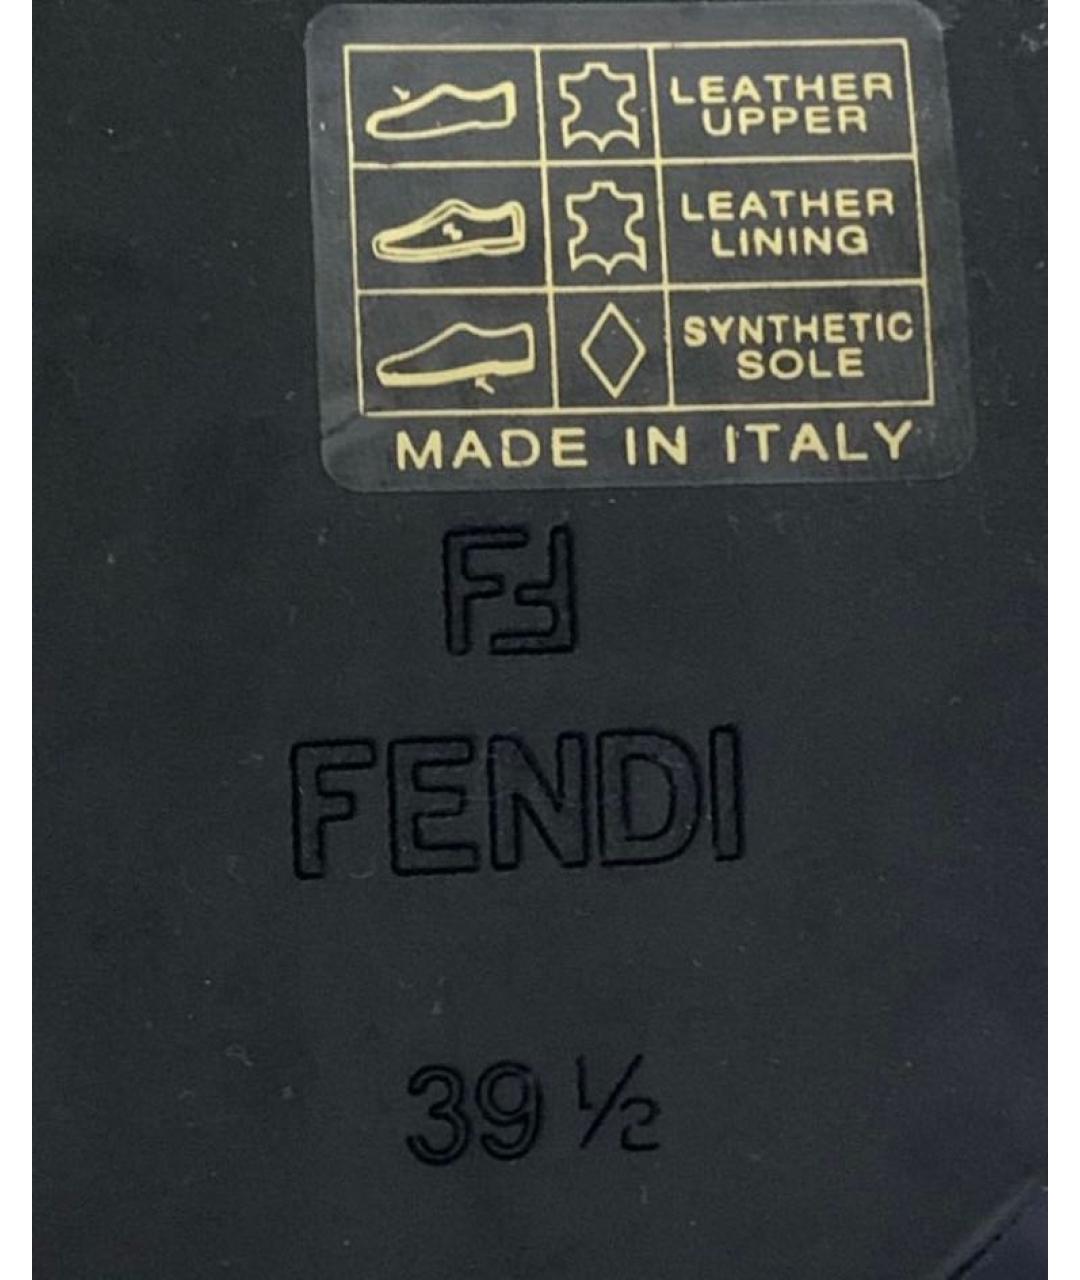 LEATHER
UPPER
LEATHER
LINING
SYNTHETIC
SOLE
MADE IN ITALY
FF
FENDI
39 ½